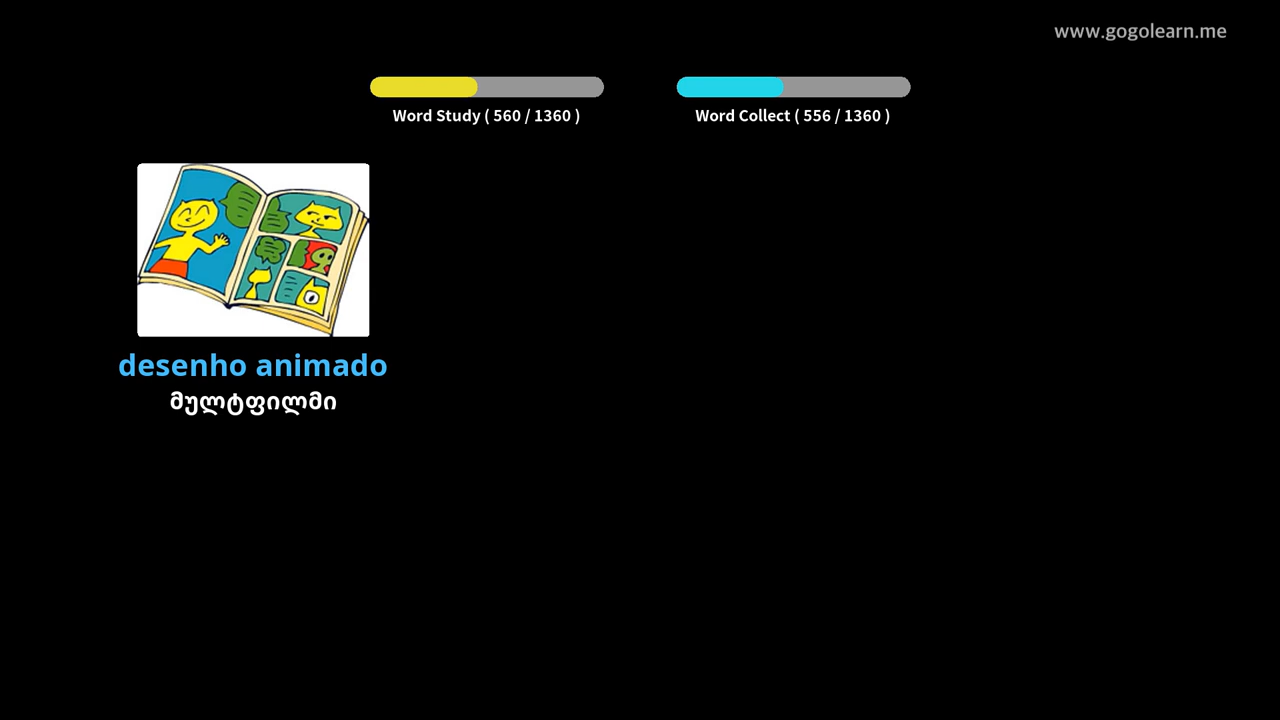 www.gogolearn.me
Word Study ( 560 / 1360 )
Word Collect ( 556 / 1360 )
desenho animado
მულტფილმი